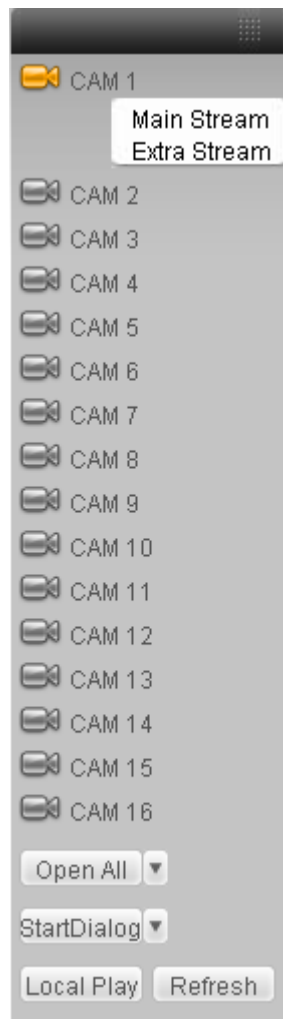 CAM 1
Main Stream
Extra Stream
CAM 2
CAM 3
CAM 4
CAM 5
CAM 6
CAM 7
CAM 8
CAM 9
CAM 10
CAM 11
CAM 12
CAM 13
CAM 14
CAM 15
CAM 16
Open All
StartDialog
Local Play Refresh